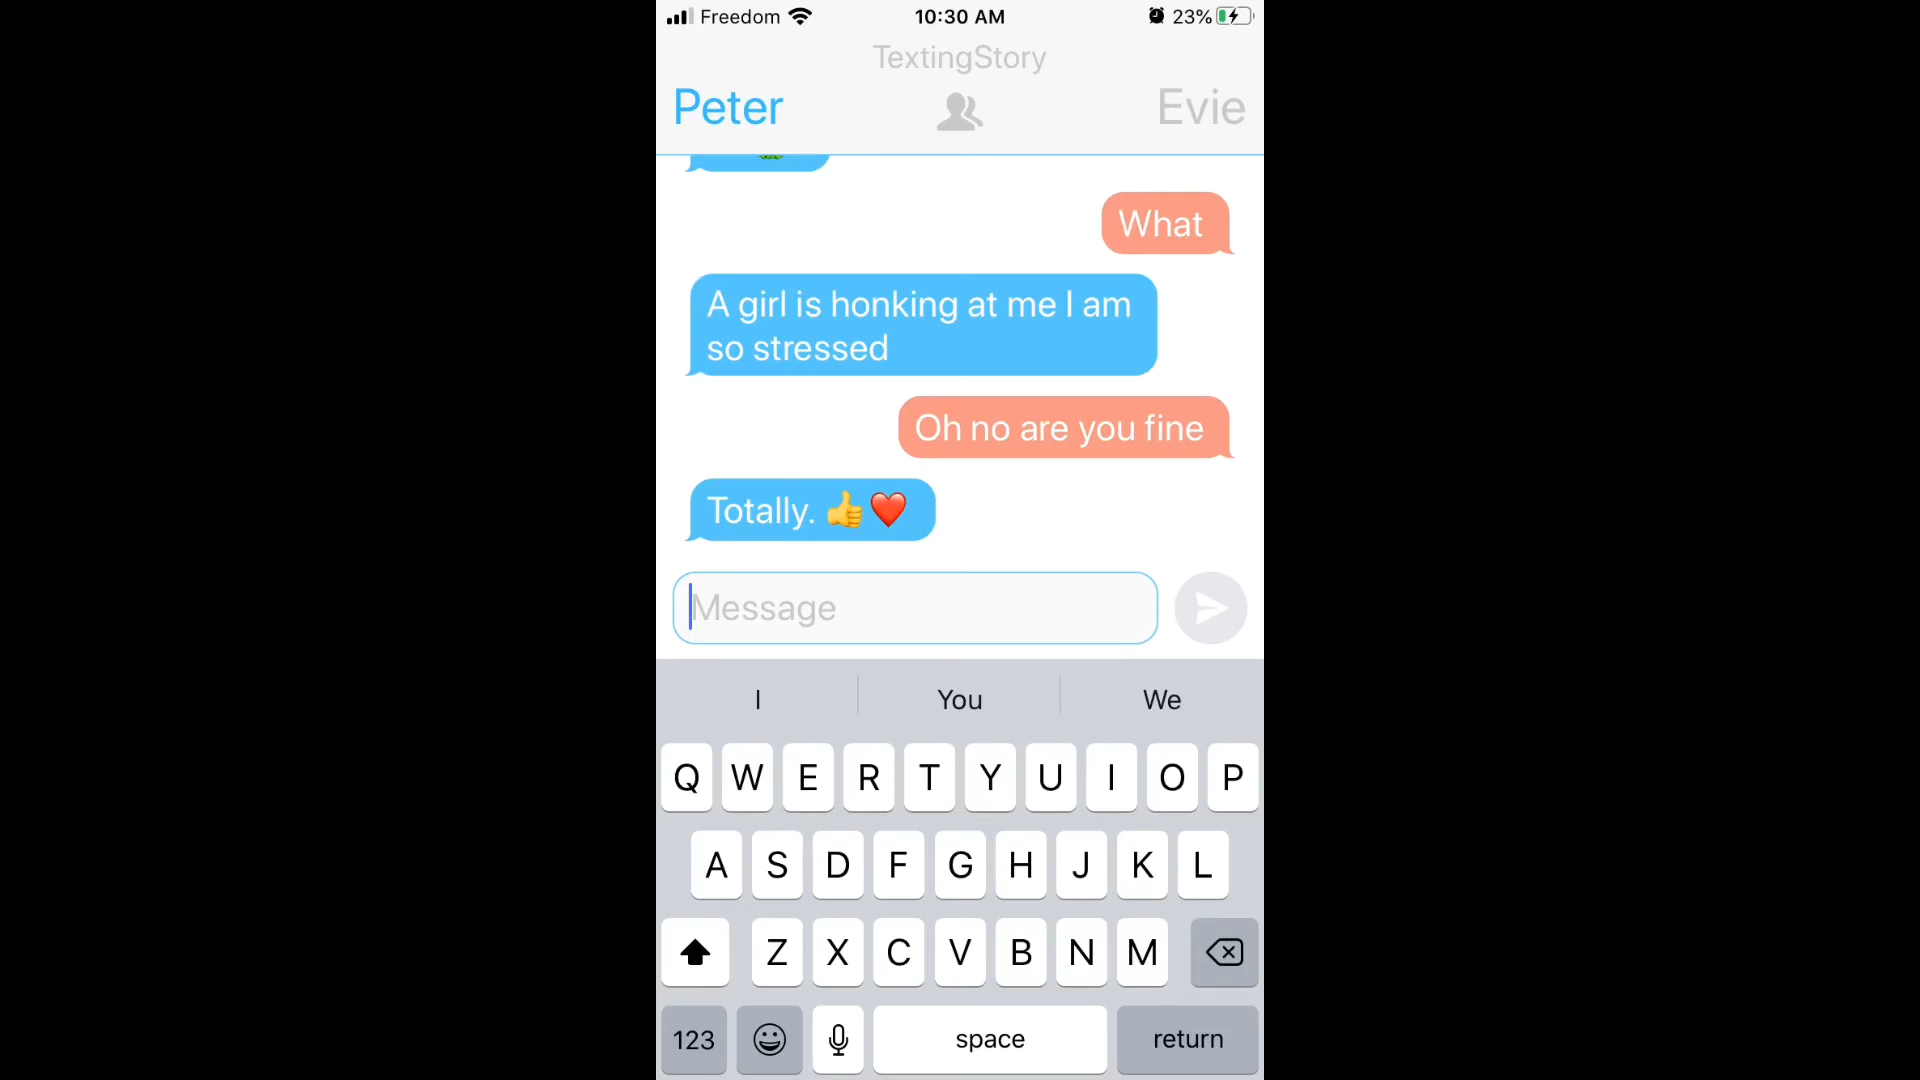 Freedom 10:30 AM 23%
TextingStory
Peter Evie
What
A girl is honking at me I am
so stressed
Oh no are you fine
Totally. 👍❤️
Message
I You We
Q W E R T Y U I O P
A S D F G H J K L
Z X C V B N M
123 space return